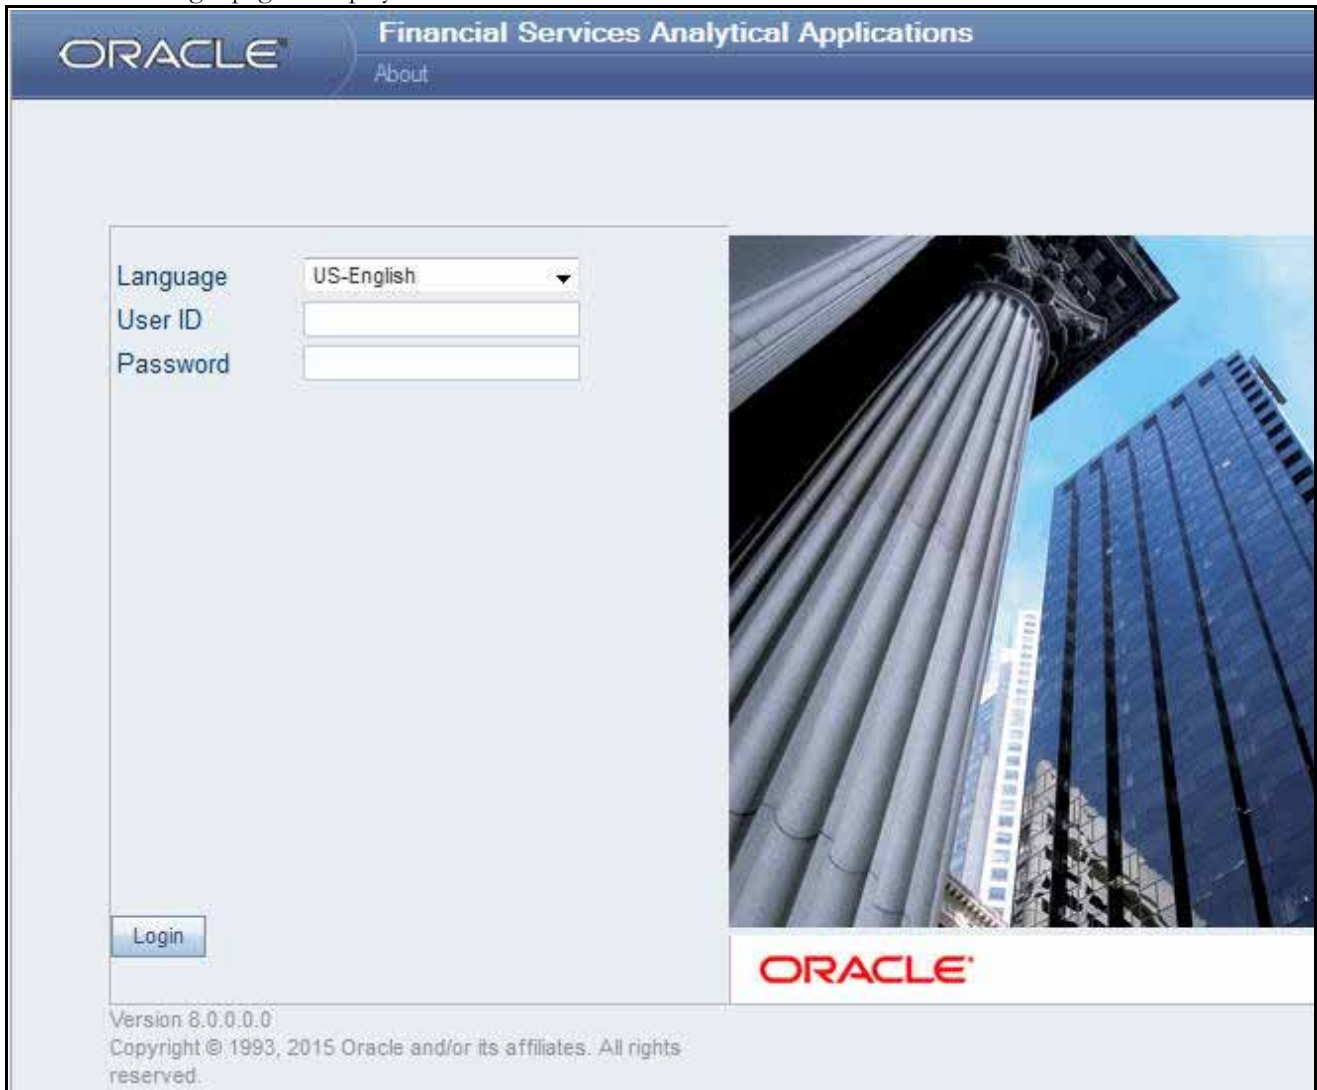 ORACLE
Financial Services Analytical Applications
About
Language US-English
User ID
Password
Login
ORACLE
Version 8.0.0.0.0
Copyright © 1993, 2015 Oracle and/or its affiliates. All rights
reserved.